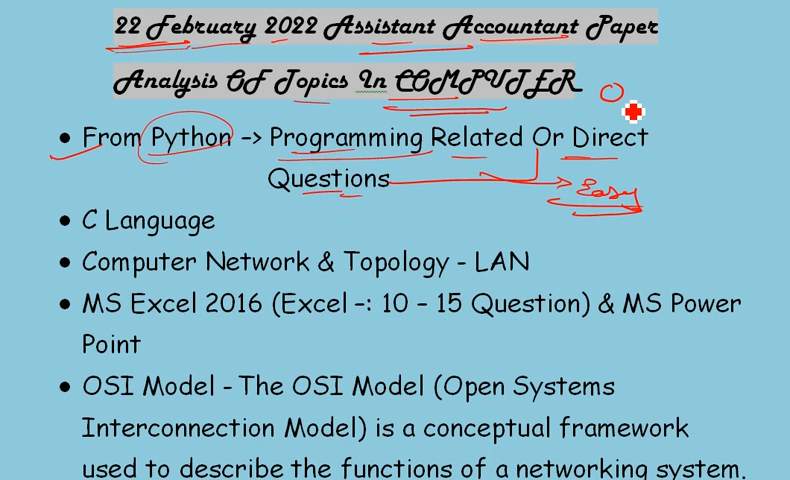 22 February 2022 Assistant Accountant Paper
Analysis OF Topics In COMPUTER
• From Python -> Programming Related Or Direct
Questions
Easy
• C Language
• Computer Network & Topology - LAN
• MS Excel 2016 (Excel –: 10 – 15 Question) & MS Power
Point
• OSI Model - The OSI Model (Open Systems
Interconnection Model) is a conceptual framework
used to describe the functions of a networking system.